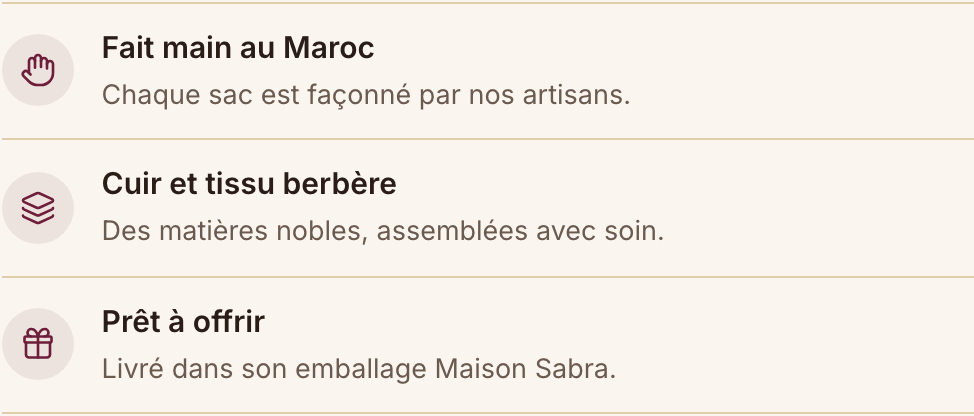 Fait main au Maroc
Chaque sac est façonné par nos artisans.
Cuir et tissu berbère
Des matières nobles, assemblées avec soin.
Prêt à offrir
Livré dans son emballage Maison Sabra.